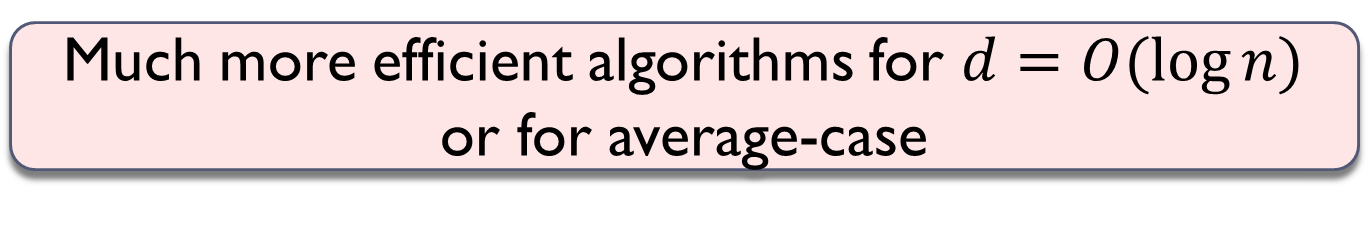 Much more efficient algorithms for 𝑑 = 𝑂(log 𝑛)
or for average-case